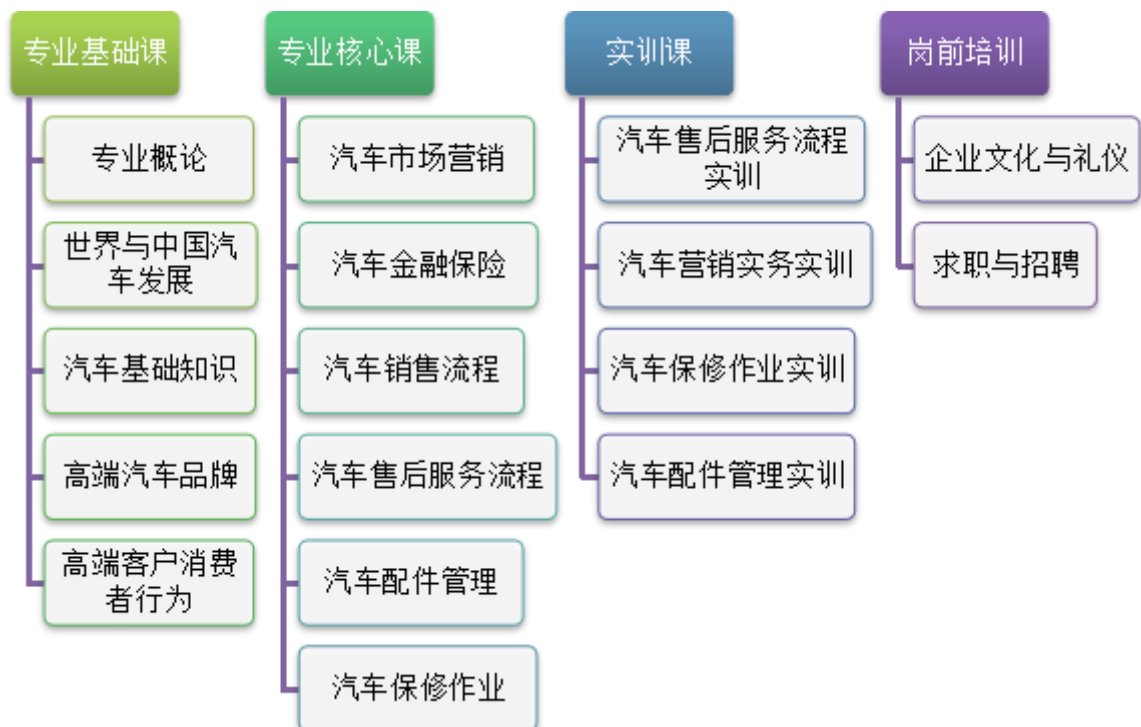 专业基础课
专业概论
世界与中国汽
车发展
汽车基础知识
高端汽车品牌
高端客户消费
者行为
专业核心课
汽车市场营销
汽车金融保险
汽车销售流程
汽车售后服务流程
汽车配件管理
汽车保修作业
实训课
汽车售后服务流程
实训
汽车营销实务实训
汽车保修作业实训
汽车配件管理实训
岗前培训
企业文化与礼仪
求职与招聘